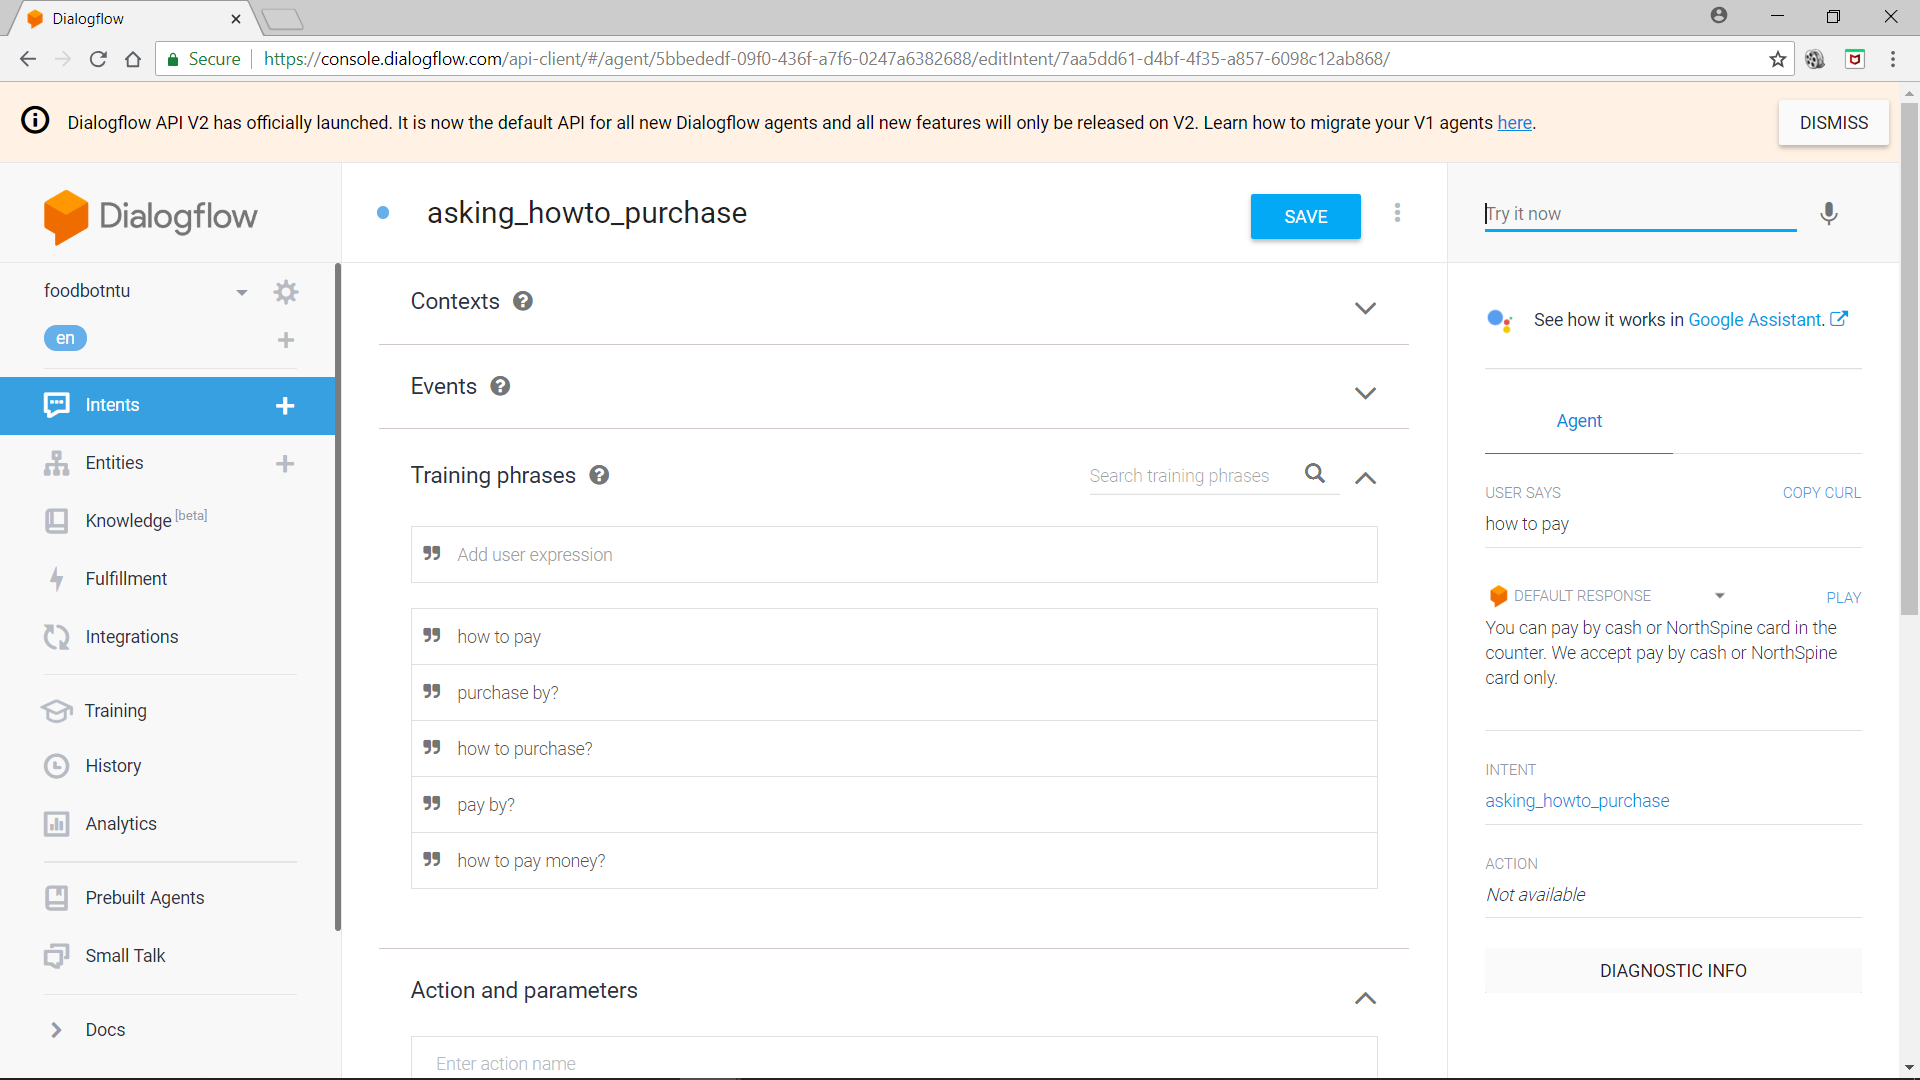 Dialogflow
Secure
https://console.dialogflow.com/api-client/#/agent/5bbededf-09f0-436f-a7f6-0247a6382688/editIntent/7aa5dd61-d4bf-4f35-a857-6098c12ab868/
Dialogflow API V2 has officially launched. It is now the default API for all new Dialogflow agents and all new features will only be released on V2. Learn how to migrate your V1 agents here.
DISMISS
Dialogflow
foodbotntu
en
Intents
Entities
Knowledge [beta]
Fulfillment
Integrations
Training
History
Analytics
Prebuilt Agents
Small Talk
Docs
asking_howto_purchase
SAVE
Contexts
Events
Training phrases
Search training phrases
Add user expression
how to pay
purchase by?
how to purchase?
pay by?
how to pay money?
Action and parameters
Enter action name
Try it now
See how it works in Google Assistant.
Agent
USER SAYS
COPY CURL
how to pay
DEFAULT RESPONSE
PLAY
You can pay by cash or NorthSpine card in the
counter. We accept pay by cash or NorthSpine
card only.
INTENT
asking_howto_purchase
ACTION
Not available
DIAGNOSTIC INFO